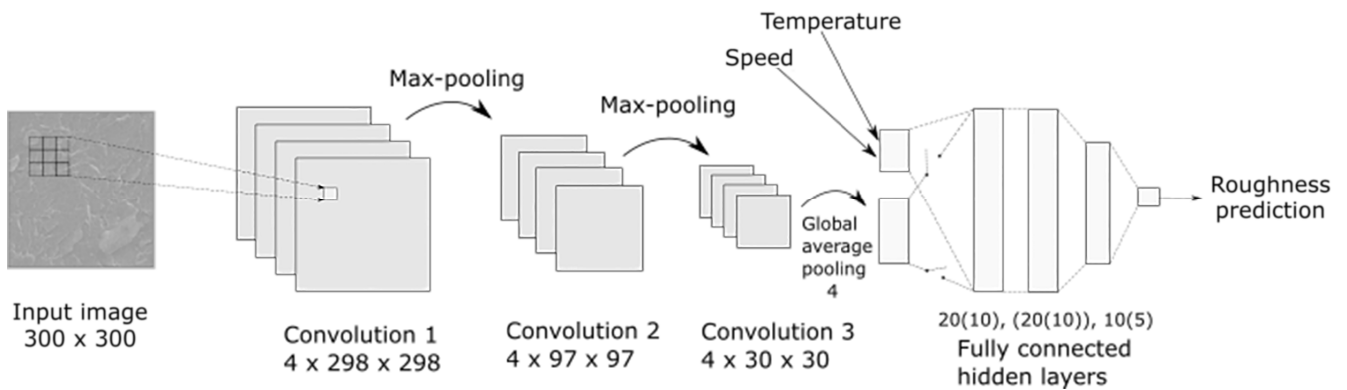 Temperature
Speed
Max-pooling
Max-pooling
Input image
300 x 300
Convolution 1
4 x 298 x 298
Convolution 2
4 x 97 x 97
Convolution 3
4 x 30 x 30
Global
average
pooling
4
20(10), (20(10)), 10(5)
Fully connected
hidden layers
Roughness
prediction